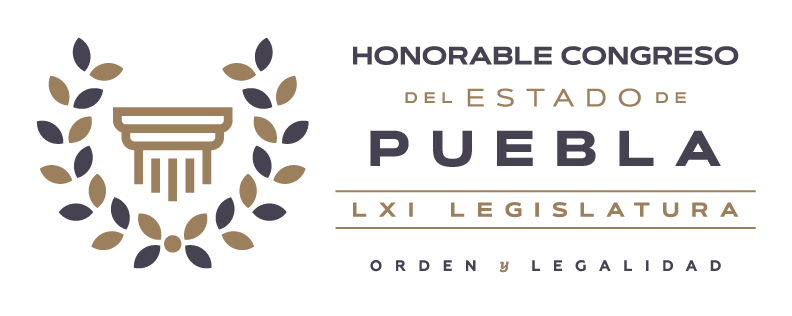 HONORABLE CONGRESO
DEL ESTADO DE
PUEBLA
LXI LEGISLATURA
ORDEN y LEGALIDAD